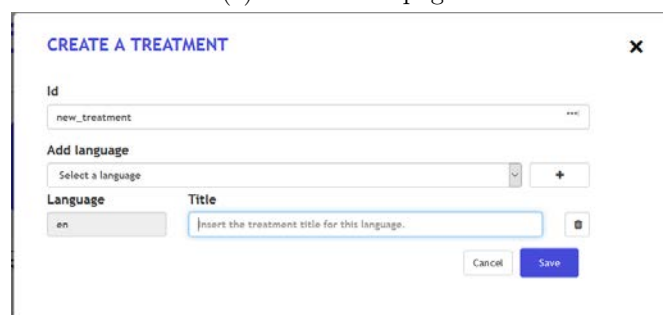 CREATE A TREATMENT
Id
new_treatment
Add language
Select a language
+
Language Title
en Insert the treatment title for this language.
Cancel Save